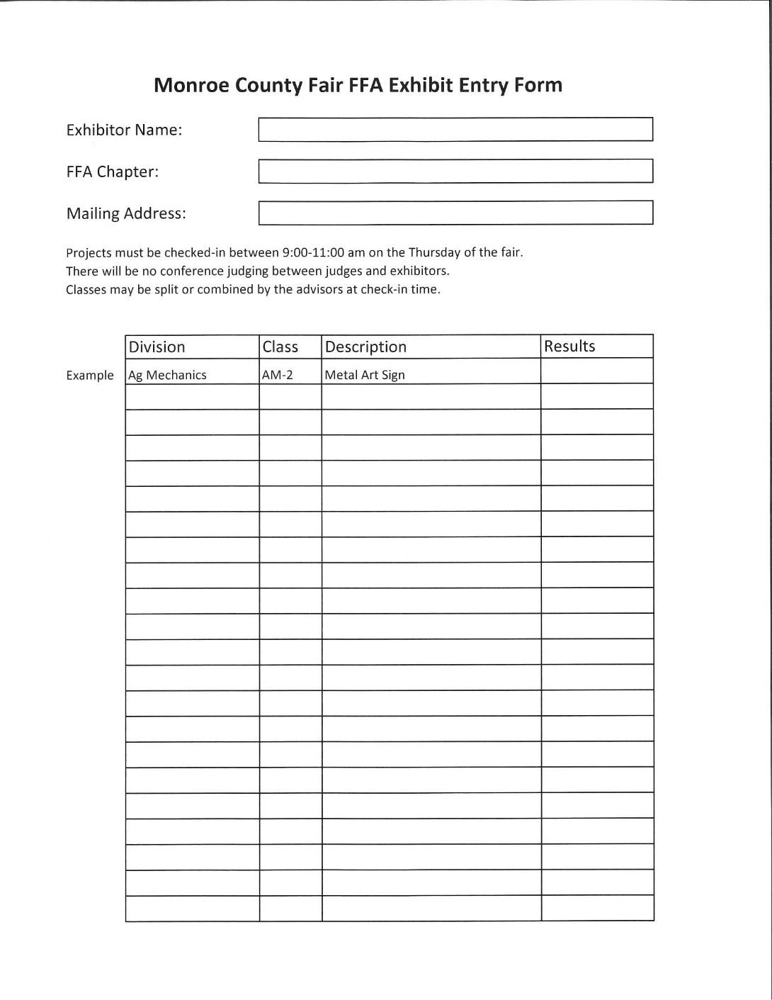 Monroe County Fair FFA Exhibit Entry Form
Exhibitor Name:
FFA Chapter:
Mailing Address:
Projects must be checked-in between 9:00-11:00 am on the Thursday of the fair.
There will be no conference judging between judges and exhibitors.
Classes may be split or combined by the advisors at check-in time.
Division Class Description Results
Example Ag Mechanics AM-2 Metal Art Sign